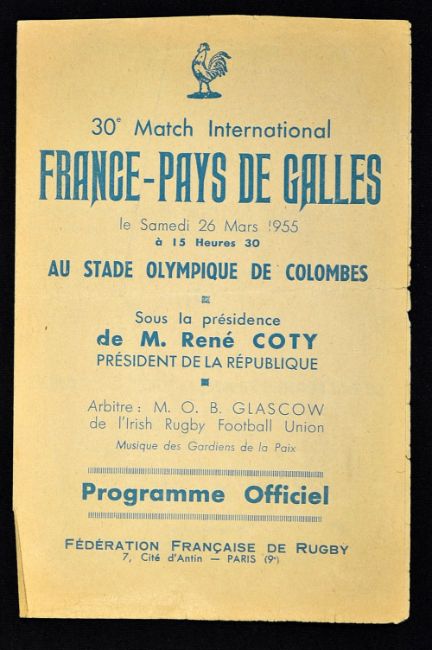 30e Match International
FRANCE-PAYS DE GALLES
le Samedi 26 Mars 1955
à 15 Heures 30
AU STADE OLYMPIQUE DE COLOMBES
Sous la présidence
de M. René COTY
PRÉSIDENT DE LA RÉPUBLIQUE
Arbitre : M. O. B. GLASCOW
de l'Irish Rugby Football Union
Musique des Gardiens de la Paix
Programme Officiel
FÉDÉRATION FRANÇAISE DE RUGBY
7, Cité d'Antin — PARIS (9e)